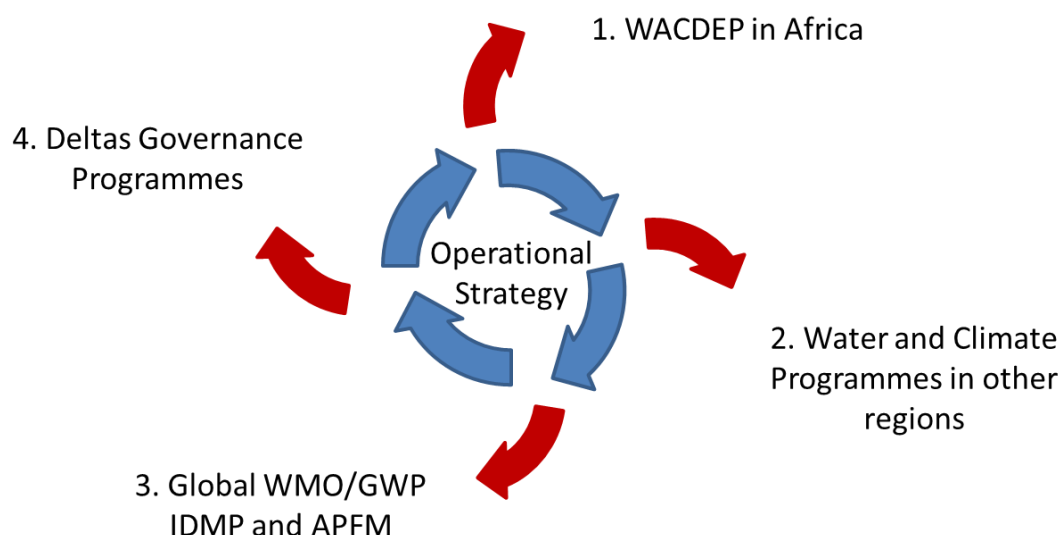 1. WACDEP in Africa
4. Deltas Governance
Programmes
Operational
Strategy
2. Water and Climate
Programmes in other
regions
3. Global WMO/GWP
IDMP and APFM